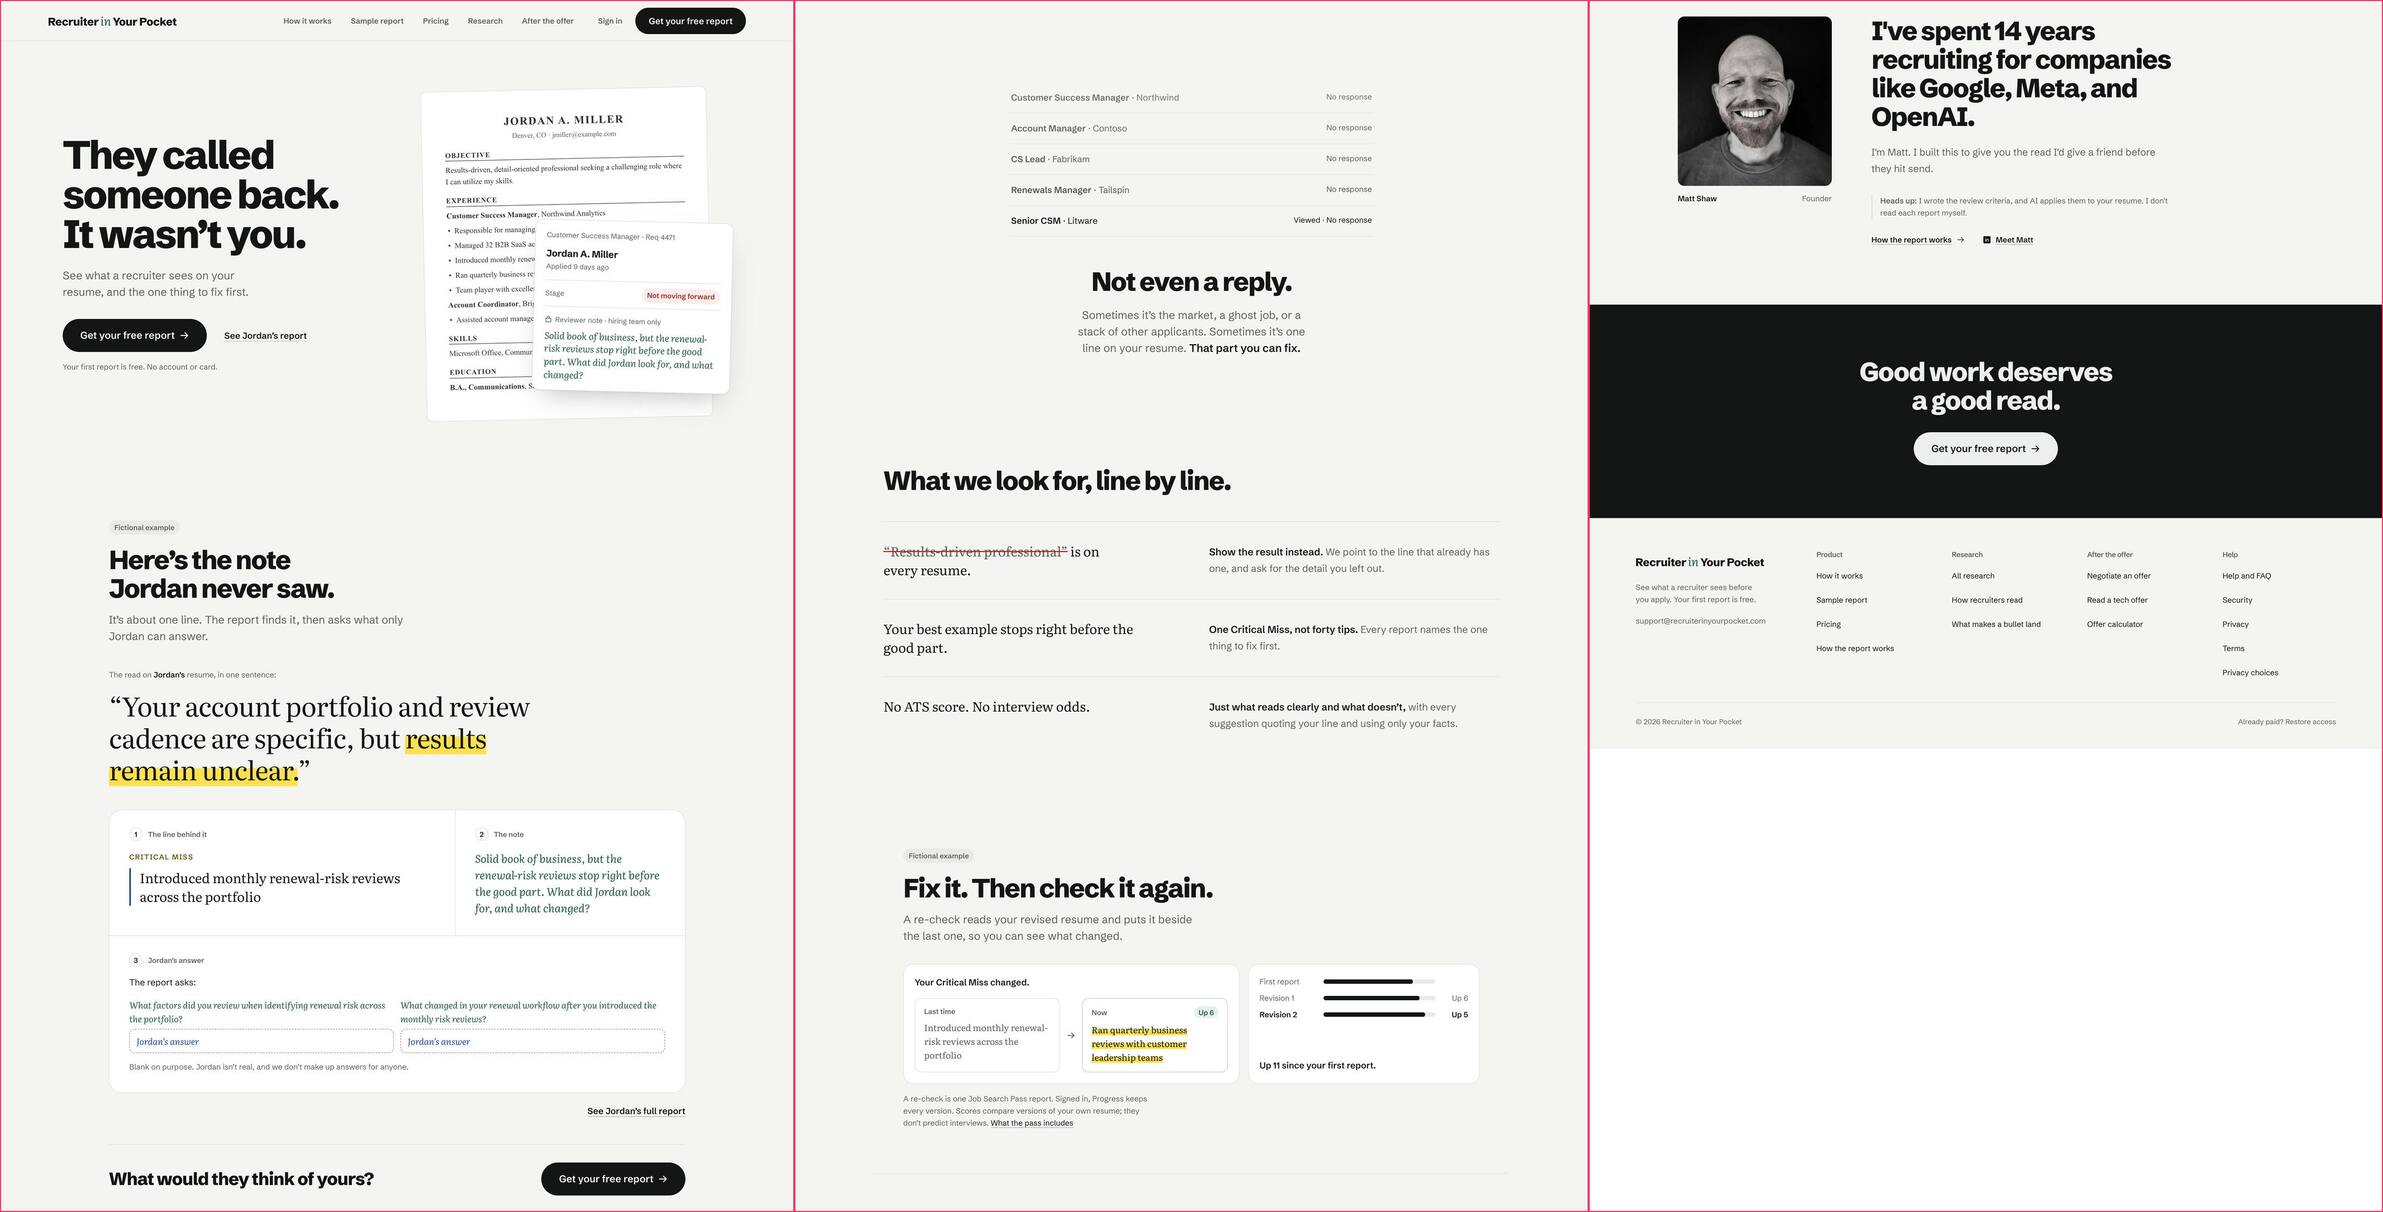 Recruiter in Your Pocket
How it works
Sample report
Pricing
Research
After the offer
Sign in
Get your free report
They called
someone back.
It wasn’t you.
See what a recruiter sees on your
resume, and the one thing to fix first.
Get your free report →
See Jordan’s report
Your first report is free. No account or card.
JORDAN A. MILLER
Denver, CO · jmiller@example.com
OBJECTIVE
Results-driven, detail-oriented professional seeking a challenging role where
I can utilize my skills.
EXPERIENCE
Customer Success Manager, Northwind Analytics
• Responsible for managing
• Managed 32 B2B SaaS
• Introduced monthly
• Ran quarterly business
• Team player with
Account Coordinator,
• Assisted account
SKILLS
Microsoft Office,
EDUCATION
B.A., Communications,
Customer Success Manager · Req 4471
Jordan A. Miller
Applied 9 days ago
Stage
Not moving forward
Reviewer note · hiring team only
Solid book of business, but the renewal-
risk reviews stop right before the good
part. What did Jordan look for, and what
changed?
Fictional example
Here’s the note
Jordan never saw.
It’s about one line. The report finds it, then asks what only
Jordan can answer.
The read on Jordan’s resume, in one sentence:
“Your account portfolio and review
cadence are specific, but results
remain unclear.”
1 The line behind it
CRITICAL MISS
Introduced monthly renewal-risk reviews
across the portfolio
2 The note
Solid book of business, but the
renewal-risk reviews stop right before
the good part. What did Jordan look
for, and what changed?
3 Jordan’s answer
The report asks:
What factors did you review when identifying renewal risk across
the portfolio?
Jordan’s answer
What changed in your renewal workflow after you introduced the
monthly risk reviews?
Jordan’s answer
Blank on purpose. Jordan isn’t real, and we don’t make up answers for anyone.
See Jordan’s full report
What would they think of yours?
Get your free report →
Customer Success Manager · Northwind
No response
Account Manager · Contoso
No response
CS Lead · Fabrikam
No response
Renewals Manager · Tailspin
No response
Senior CSM · Litware
Viewed · No response
Not even a reply.
Sometimes it’s the market, a ghost job, or a
stack of other applicants. Sometimes it’s one
line on your resume. That part you can fix.
What we look for, line by line.
“Results-driven professional” is on
every resume.
Show the result instead. We point to the line that already has
one, and ask for the detail you left out.
Your best example stops right before the
good part.
One Critical Miss, not forty tips. Every report names the one
thing to fix first.
No ATS score. No interview odds.
Just what reads clearly and what doesn’t, with every
suggestion quoting your line and using only your facts.
Fictional example
Fix it. Then check it again.
A re-check reads your revised resume and puts it beside
the last one, so you can see what changed.
Your Critical Miss changed.
Last time
Introduced monthly renewal-
risk reviews across the
portfolio
→
Now
Up 6
Ran quarterly business
reviews with customer
leadership teams
First report
Revision 1
Up 6
Revision 2
Up 5
Up 11 since your first report.
A re-check is one Job Search Pass report. Signed in, Progress keeps
every version. Scores compare versions of your own resume; they
don’t predict interviews. What the pass includes
Matt Shaw
Founder
I’ve spent 14 years
recruiting for companies
like Google, Meta, and
OpenAI.
I’m Matt. I built this to give you the read I’d give a friend before
they hit send.
Heads up: I wrote the review criteria, and AI applies them to your resume. I don’t
read each report myself.
How the report works →
in Meet Matt
Good work deserves
a good read.
Get your free report →
Recruiter in Your Pocket
See what a recruiter sees before
you apply. Your first report is free.
support@recruiterinyourpocket.com
Product
How it works
Sample report
Pricing
How the report works
Research
All research
How recruiters read
What makes a bullet land
After the offer
Negotiate an offer
Read a tech offer
Offer calculator
Help
Help and FAQ
Security
Privacy
Terms
Privacy choices
© 2026 Recruiter in Your Pocket
Already paid? Restore access